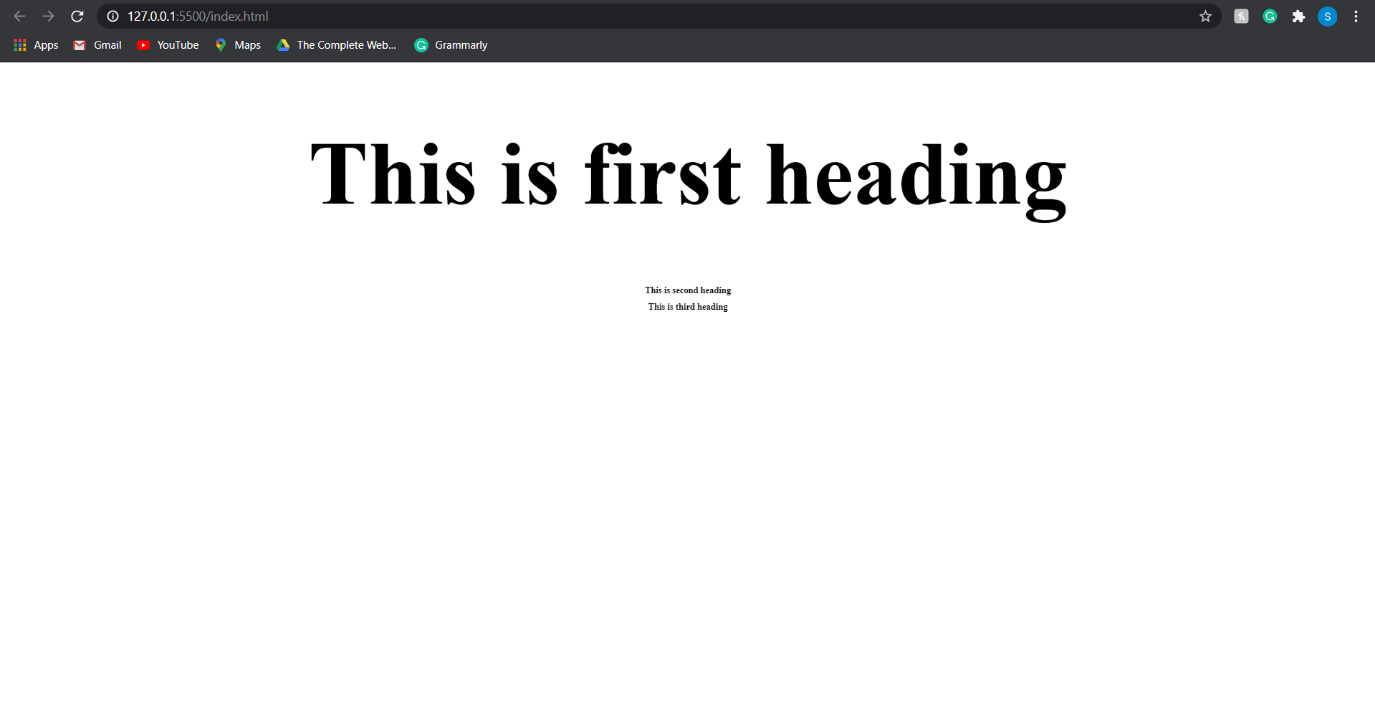 127.0.0.1:5500/index.html
S
Apps Gmail YouTube Maps The Complete Web... Grammarly
This is first heading
This is second heading
This is third heading